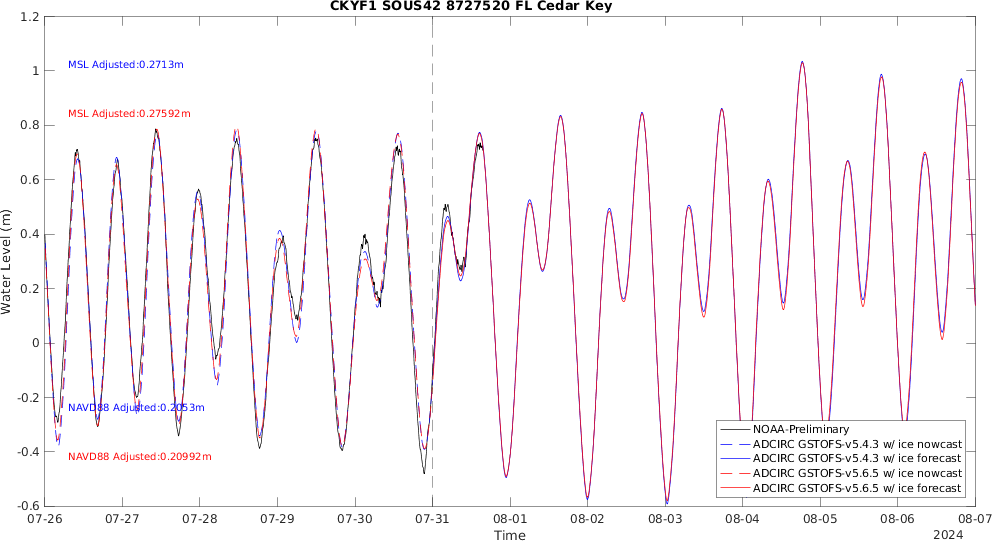 CKYF1 SOUS42 8727520 FL Cedar Key
1.2
1
0.8
0.6
0.4
0.2
0
-0.2
-0.4
-0.6
Water Level (m)
MSL Adjusted:0.2713m
MSL Adjusted:0.27592m
NAVD88 Adjusted:0.2053m
NAVD88 Adjusted:0.20992m
NOAA-Preliminary
ADCIRC GSTOFS-v5.4.3 w/ ice nowcast
ADCIRC GSTOFS-v5.4.3 w/ ice forecast
ADCIRC GSTOFS-v5.6.5 w/ ice nowcast
ADCIRC GSTOFS-v5.6.5 w/ ice forecast
07-26 07-27 07-28 07-29 07-30 07-31 08-01 08-02 08-03 08-04 08-05 08-06 08-07
Time
2024